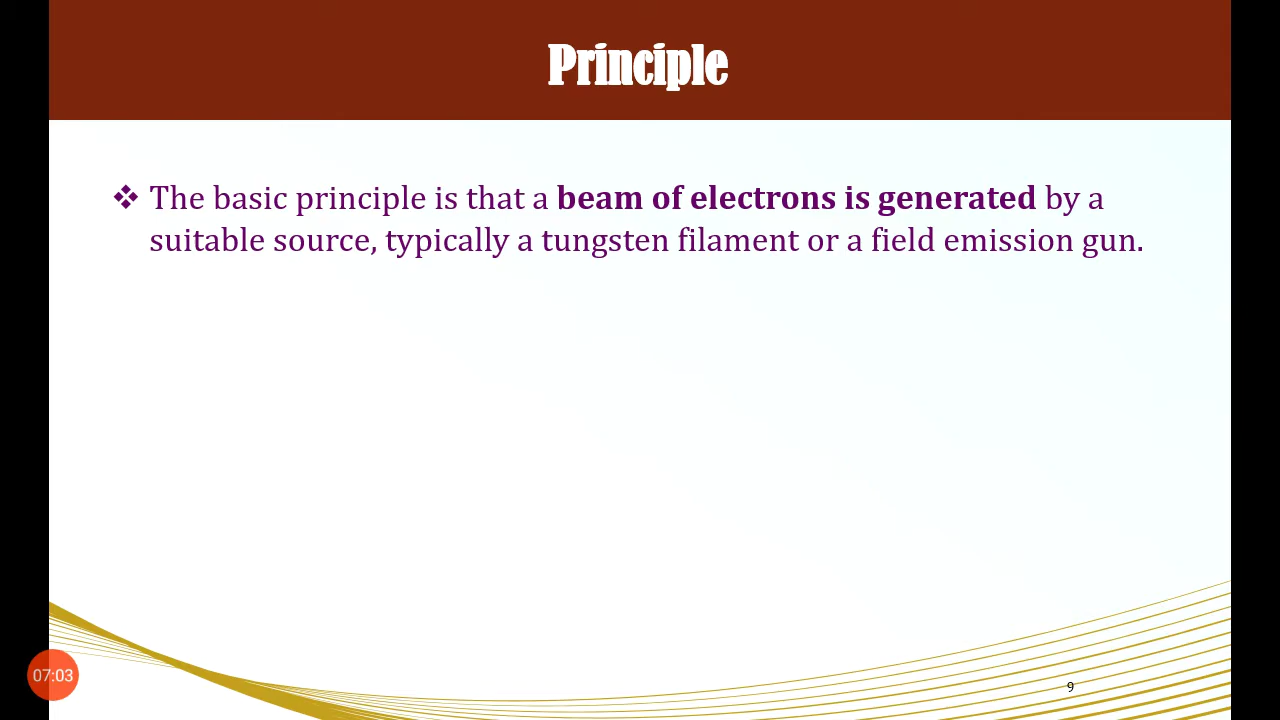 Principle
❖ The basic principle is that a beam of electrons is generated by a
suitable source, typically a tungsten filament or a field emission gun.
07:03
9